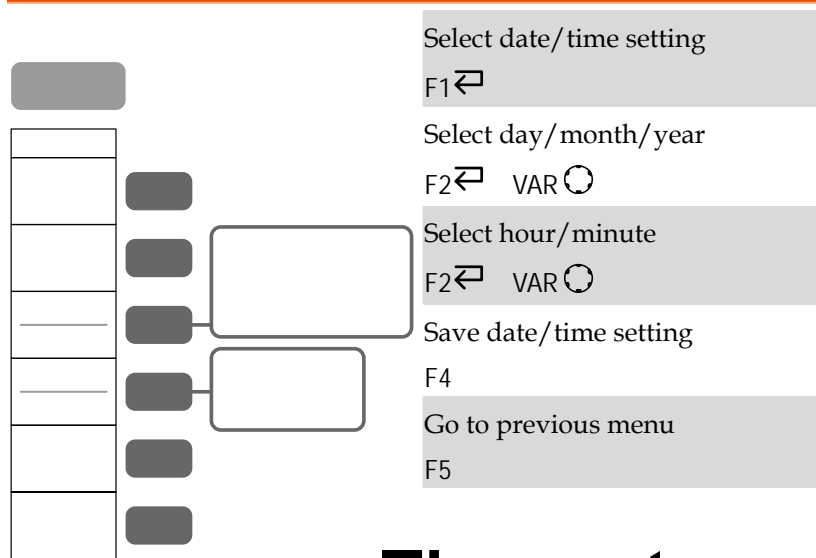 Select date/time setting
F1
Select day/month/year
F2 VAR
Select hour/minute
F2 VAR
Save date/time setting
F4
Go to previous menu
F5